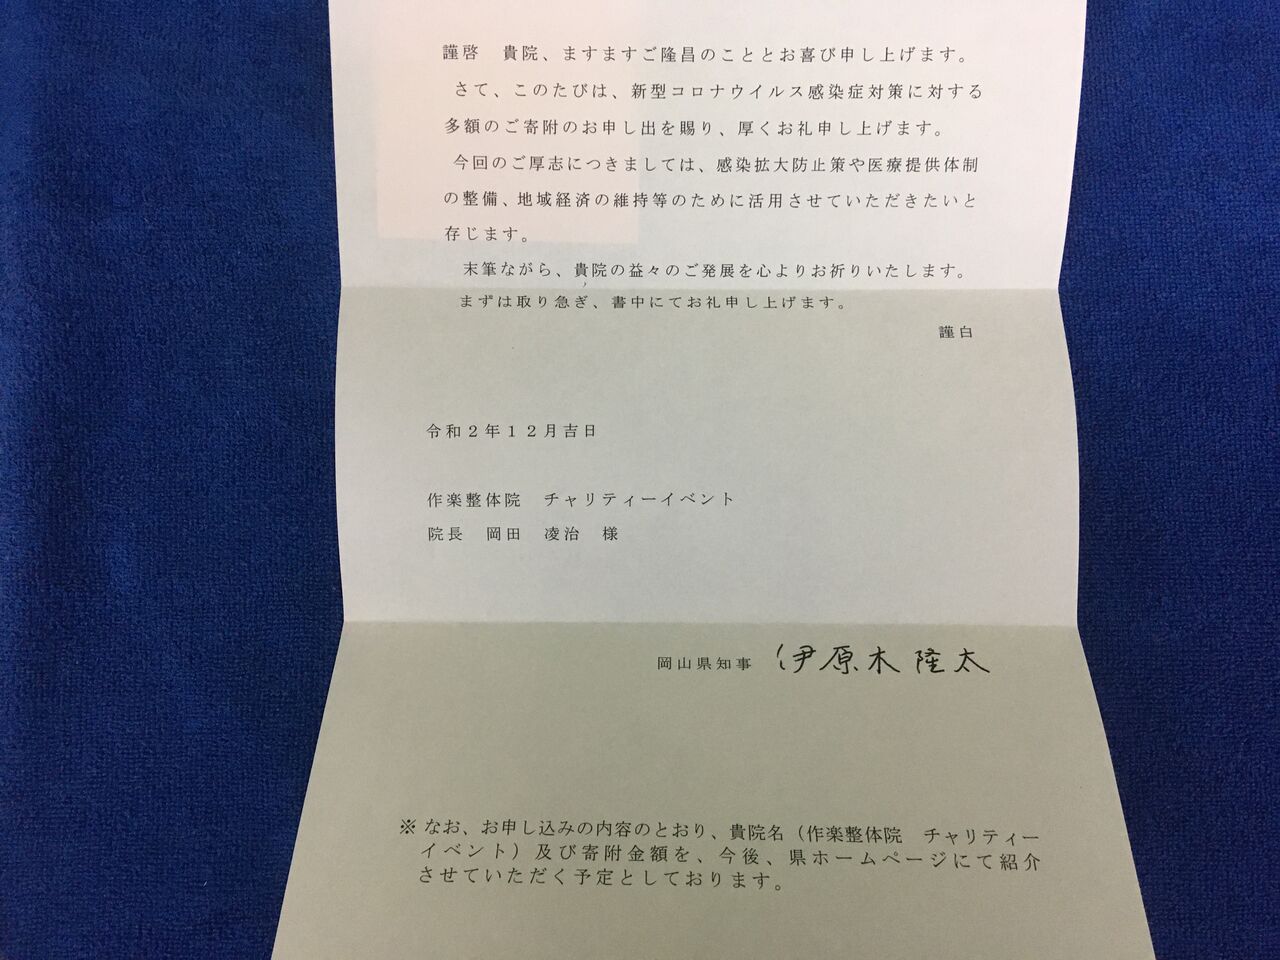 謹啓　貴院、ますますご隆昌のこととお喜び申し上げます。
さて、このたびは、新型コロナウイルス感染症対策に対する
多額のご寄附のお申し出を賜り、厚くお礼申し上げます。
今回のご厚志につきましては、感染拡大防止策や医療提供体制
の整備、地域経済の維持等のために活用させていただきたいと
存じます。
末筆ながら、貴院の益々のご発展を心よりお祈りいたします。
まずは取り急ぎ、書中にてお礼申し上げます。
謹白
令和２年１２月吉日
作楽整体院　チャリティーイベント
院長　岡田　凌治　様
岡山県知事　伊原木隆太
※ なお、お申し込みの内容のとおり、貴院名（作楽整体院　チャリティー
イベント）及び寄附金額を、今後、県ホームページにて紹介
させていただく予定としております。